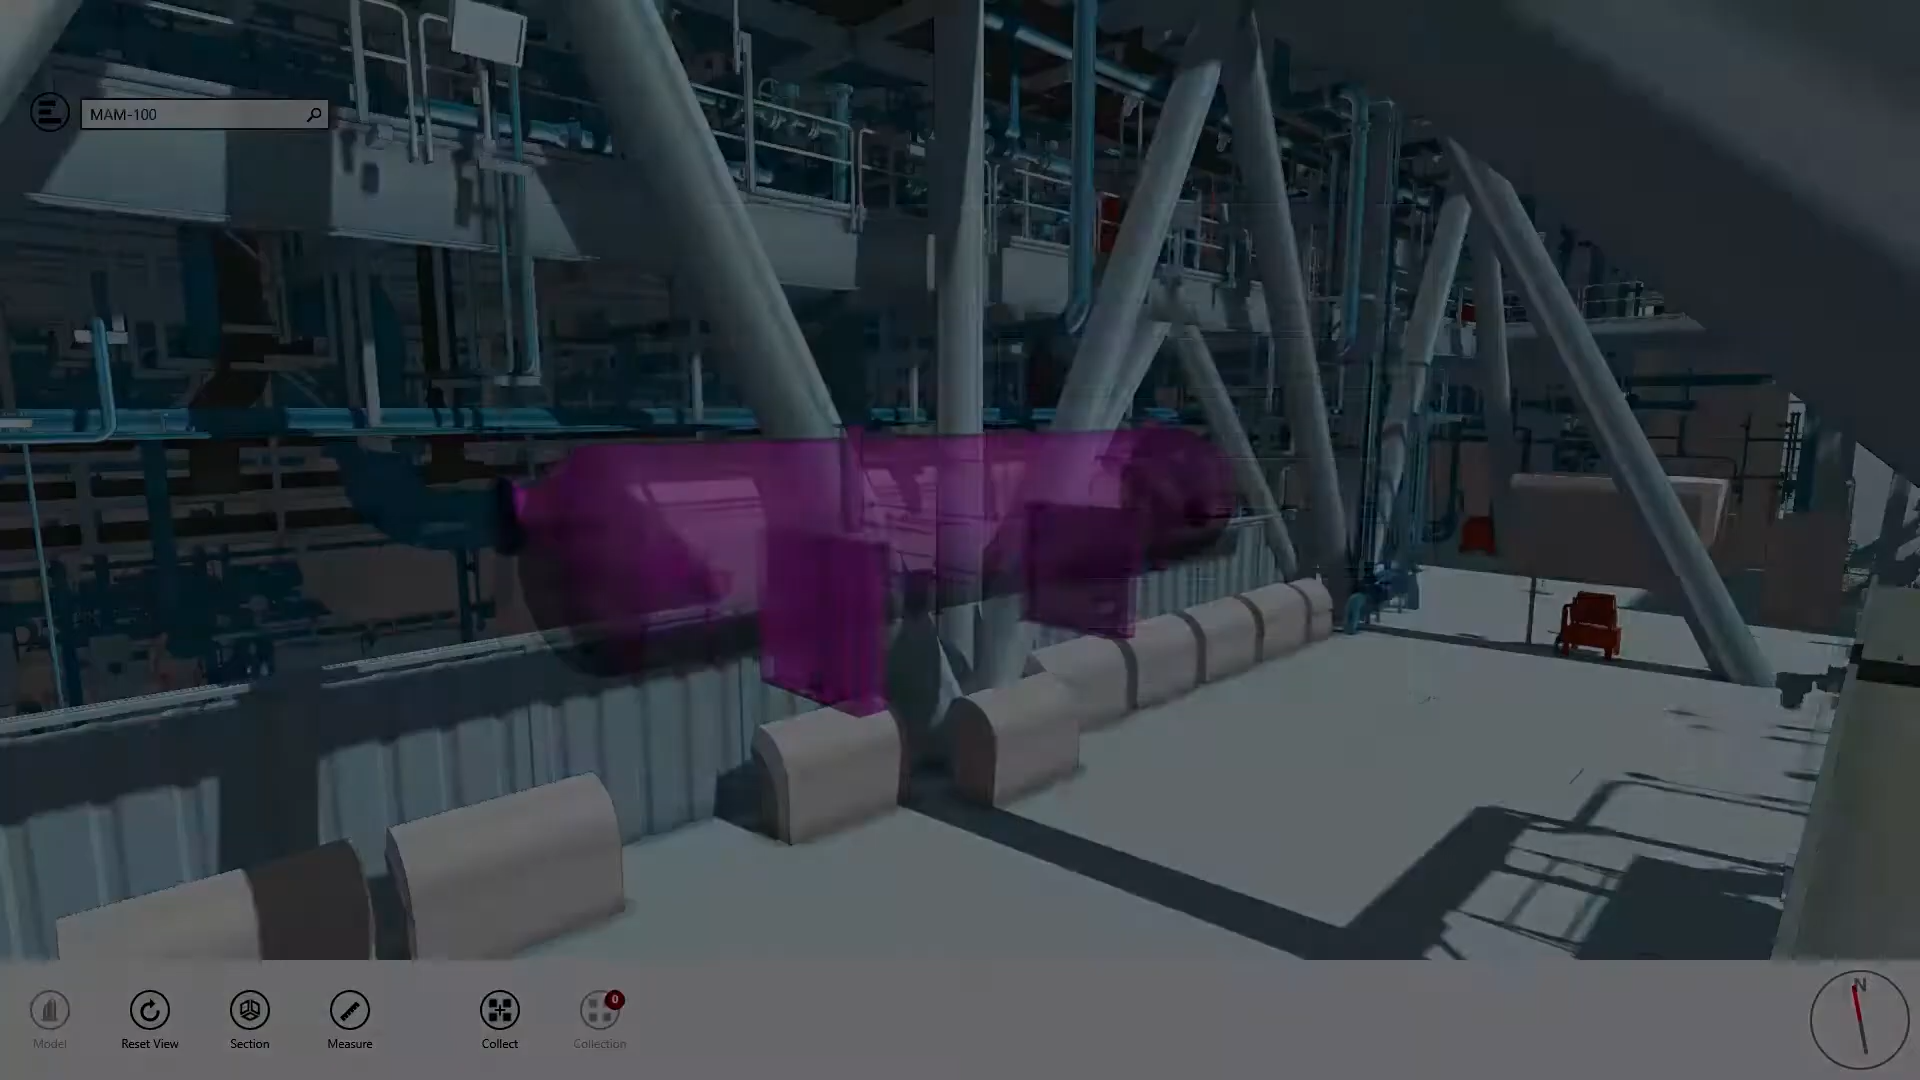 MAM-100
Model
Reset View
Section
Measure
Collect
0
Collection
N